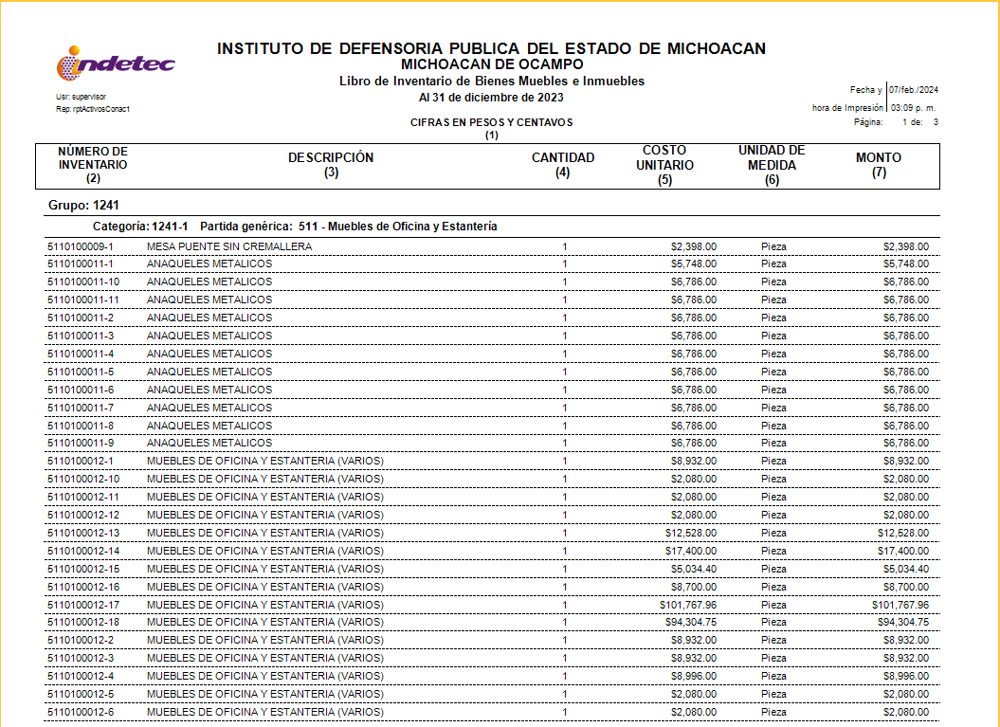 INSTITUTO DE DEFENSORIA PUBLICA DEL ESTADO DE MICHOACAN
MICHOACAN DE OCAMPO
indetec
Libro de Inventario de Bienes Muebles e Inmuebles
Al 31 de diciembre de 2023
Usr: supervisor
Rep: rptActivosConac1
Fecha y 07/feb./2024
hora de Impresión 03:09 p. m.
CIFRAS EN PESOS Y CENTAVOS
Página: 1 de: 3
(1)
NÚMERO DE INVENTARIO (2) DESCRIPCIÓN (3) CANTIDAD (4) COSTO UNITARIO (5) UNIDAD DE MEDIDA (6) MONTO (7)
Grupo: 1241
Categoría: 1241-1 Partida genérica: 511 - Muebles de Oficina y Estantería
5110100009-1 MESA PUENTE SIN CREMALLERA 1 $2,398.00 Pieza $2,398.00
5110100011-1 ANAQUELES METALICOS 1 $5,748.00 Pieza $5,748.00
5110100011-10 ANAQUELES METALICOS 1 $6,786.00 Pieza $6,786.00
5110100011-11 ANAQUELES METALICOS 1 $6,786.00 Pieza $6,786.00
5110100011-2 ANAQUELES METALICOS 1 $6,786.00 Pieza $6,786.00
5110100011-3 ANAQUELES METALICOS 1 $6,786.00 Pieza $6,786.00
5110100011-4 ANAQUELES METALICOS 1 $6,786.00 Pieza $6,786.00
5110100011-5 ANAQUELES METALICOS 1 $6,786.00 Pieza $6,786.00
5110100011-6 ANAQUELES METALICOS 1 $6,786.00 Pieza $6,786.00
5110100011-7 ANAQUELES METALICOS 1 $6,786.00 Pieza $6,786.00
5110100011-8 ANAQUELES METALICOS 1 $6,786.00 Pieza $6,786.00
5110100011-9 ANAQUELES METALICOS 1 $6,786.00 Pieza $6,786.00
5110100012-1 MUEBLES DE OFICINA Y ESTANTERIA (VARIOS) 1 $8,932.00 Pieza $8,932.00
5110100012-10 MUEBLES DE OFICINA Y ESTANTERIA (VARIOS) 1 $2,080.00 Pieza $2,080.00
5110100012-11 MUEBLES DE OFICINA Y ESTANTERIA (VARIOS) 1 $2,080.00 Pieza $2,080.00
5110100012-12 MUEBLES DE OFICINA Y ESTANTERIA (VARIOS) 1 $2,080.00 Pieza $2,080.00
5110100012-13 MUEBLES DE OFICINA Y ESTANTERIA (VARIOS) 1 $12,528.00 Pieza $12,528.00
5110100012-14 MUEBLES DE OFICINA Y ESTANTERIA (VARIOS) 1 $17,400.00 Pieza $17,400.00
5110100012-15 MUEBLES DE OFICINA Y ESTANTERIA (VARIOS) 1 $5,034.40 Pieza $5,034.40
5110100012-16 MUEBLES DE OFICINA Y ESTANTERIA (VARIOS) 1 $8,700.00 Pieza $8,700.00
5110100012-17 MUEBLES DE OFICINA Y ESTANTERIA (VARIOS) 1 $101,767.96 Pieza $101,767.96
5110100012-18 MUEBLES DE OFICINA Y ESTANTERIA (VARIOS) 1 $94,304.75 Pieza $94,304.75
5110100012-2 MUEBLES DE OFICINA Y ESTANTERIA (VARIOS) 1 $8,932.00 Pieza $8,932.00
5110100012-3 MUEBLES DE OFICINA Y ESTANTERIA (VARIOS) 1 $8,932.00 Pieza $8,932.00
5110100012-4 MUEBLES DE OFICINA Y ESTANTERIA (VARIOS) 1 $8,996.00 Pieza $8,996.00
5110100012-5 MUEBLES DE OFICINA Y ESTANTERIA (VARIOS) 1 $2,080.00 Pieza $2,080.00
5110100012-6 MUEBLES DE OFICINA Y ESTANTERIA (VARIOS) 1 $2,080.00 Pieza $2,080.00